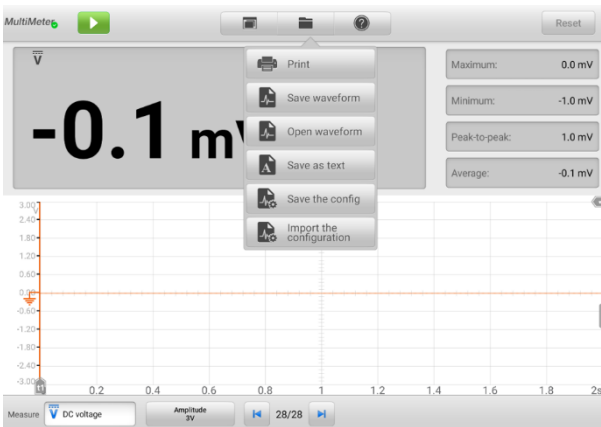 MultiMeter
Reset
V
-0.1 m
Print
Save waveform
Open waveform
Save as text
Save the config
Import the
configuration
Maximum: 0.0 mV
Minimum: -1.0 mV
Peak-to-peak: 1.0 mV
Average: -0.1 mV
3.00
V
2.40
1.80
1.20
0.60
0.00
-0.60
-1.20
-1.80
-2.40
-3.00
0.2 0.4 0.6 0.8 1 1.2 1.4 1.6 1.8 2s
Measure V DC voltage Amplitude
3V
28/28